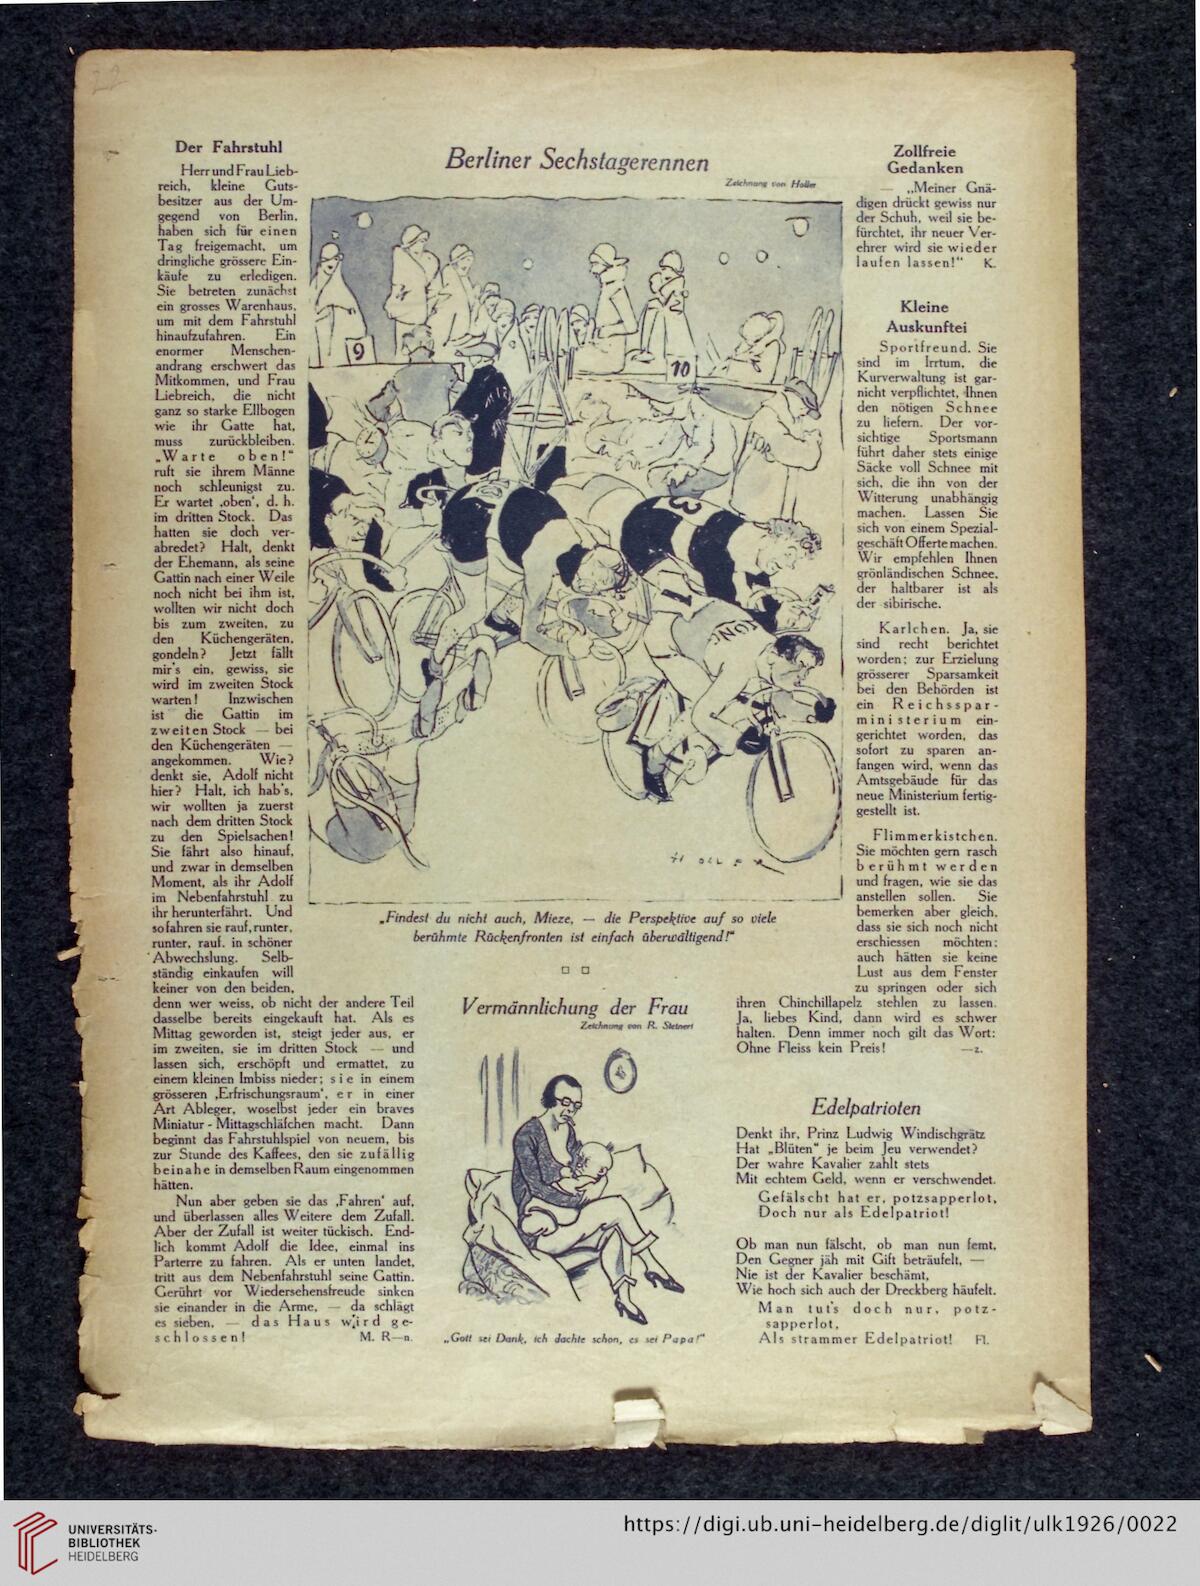 22
Der Fahrstuhl
Herr und Frau Lieb-
reich, kleine Guts-
besitzer aus der Um-
gegend von Berlin,
haben sich für einen
Tag freigemacht, um
dringliche grössere Ein-
käufe zu erledigen.
Sie betreten zunächst
ein grosses Warenhaus,
um mit dem Fahrstuhl
hinaufzufahren. Ein
enormer Menschen-
andrang erschwert das
Mitkommen, und Frau
Liebreich, die nicht
ganz so starke Ellbogen
wie ihr Gatte hat,
muss zurückbleiben.
„Warte oben!"
ruft sie ihrem Männe
noch schleunigst zu.
Er wartet ‚oben', d. h.
im dritten Stock. Das
hatten sie doch ver-
abredet? Halt, denkt
der Ehemann, als seine
Gattin nach einer Weile
noch nicht bei ihm ist,
wollten wir nicht doch
bis zum zweiten, zu
den Küchengeräten,
gondeln? Jetzt fällt
mir's ein, gewiss, sie
wird im zweiten Stock
warten! Inzwischen
ist die Gattin im
zweiten Stock — bei
den Küchengeräten —
angekommen. Wie?
denkt sie, Adolf nicht
hier? Halt, ich hab's,
wir wollten ja zuerst
nach dem dritten Stock
zu den Spielsachen!
Sie fährt also hinauf,
und zwar in demselben
Moment, als ihr Adolf
im Nebenfahrstuhl zu
ihr herunterfährt. Und
so fahren sie rauf, runter,
runter, rauf, in schöner
Abwechslung. Selb-
ständig einkaufen will
keiner von den beiden,
denn wer weiss, ob nicht der andere Teil
dasselbe bereits eingekauft hat. Als es
Mittag geworden ist, steigt jeder aus, er
im zweiten, sie im dritten Stock — und
lassen sich, erschöpft und ermattet, zu
einem kleinen Imbiss nieder; sie in einem
grösseren ‚Erfrischungsraum', er in einer
Art Ableger, woselbst jeder ein braves
Miniatur-Mittagschläfchen macht. Dann
beginnt das Fahrstuhlspiel von neuem, bis
zur Stunde des Kaffees, den sie zufällig
beinahe in demselben Raum eingenommen
hätten.
Nun aber geben sie das ‚Fahren' auf,
und überlassen alles Weitere dem Zufall.
Aber der Zufall ist weiter tückisch. End-
lich kommt Adolf die Idee, einmal ins
Parterre zu fahren. Als er unten landet,
tritt aus dem Nebenfahrstuhl seine Gattin.
Gerührt vor Wiedersehensfreude sinken
sie einander in die Arme, — da schlägt
es sieben, — das Haus wird ge-
schlossen! M. R—n.
Berliner Sechstagerennen
Zeichnung von Holler
9
10
3
1
HOLLER
„Findest du nicht auch, Mieze, — die Perspektive auf so viele
berühmte Rückenfronten ist einfach überwältigend!"
Vermännlichung der Frau
Zeichnung von R. Steinert
„Gott sei Dank, ich dachte schon, es sei Papa!"
Zollfreie
Gedanken
— „Meiner Gnä-
digen drückt gewiss nur
der Schuh, weil sie be-
fürchtet, ihr neuer Ver-
ehrer wird sie wieder
laufen lassen!" K.
Kleine
Auskunftei
Sportfreund. Sie
sind im Irrtum, die
Kurverwaltung ist gar-
nicht verpflichtet, Ihnen
den nötigen Schnee
zu liefern. Der vor-
sichtige Sportsmann
führt daher stets einige
Säcke voll Schnee mit
sich, die ihn von der
Witterung unabhängig
machen. Lassen Sie
sich von einem Spezial-
geschäft Offerte machen.
Wir empfehlen Ihnen
grönländischen Schnee,
der haltbarer ist als
der sibirische.
Karlchen. Ja, sie
sind recht berichtet
worden; zur Erzielung
grösserer Sparsamkeit
bei den Behörden ist
ein Reichsspar-
ministerium ein-
gerichtet worden, das
sofort zu sparen an-
fangen wird, wenn das
Amtsgebäude für das
neue Ministerium fertig-
gestellt ist.
Flimmerkistchen.
Sie möchten gern rasch
berühmt werden
und fragen, wie sie das
anstellen sollen. Sie
bemerken aber gleich,
dass sie sich noch nicht
erschiessen möchten;
auch hätten sie keine
Lust aus dem Fenster
zu springen oder sich
ihren Chinchillapelz stehlen zu lassen.
Ja, liebes Kind, dann wird es schwer
halten. Denn immer noch gilt das Wort:
Ohne Fleiss kein Preis! —z.
Edelpatrioten
Denkt ihr, Prinz Ludwig Windischgrätz
Hat „Blüten" je beim Jeu verwendet?
Der wahre Kavalier zahlt stets
Mit echtem Geld, wenn er verschwendet.
Gefälscht hat er, potzsapperlot,
Doch nur als Edelpatriot!
Ob man nun fälscht, ob man nun femt,
Den Gegner jäh mit Gift beträufelt, —
Nie ist der Kavalier beschämt,
Wie hoch sich auch der Dreckberg häufelt.
Man tut's doch nur, potz-
sapperlot,
Als strammer Edelpatriot! Fl.
UNIVERSITÄTS-
BIBLIOTHEK
HEIDELBERG
https://digi.ub.uni-heidelberg.de/diglit/ulk1926/0022